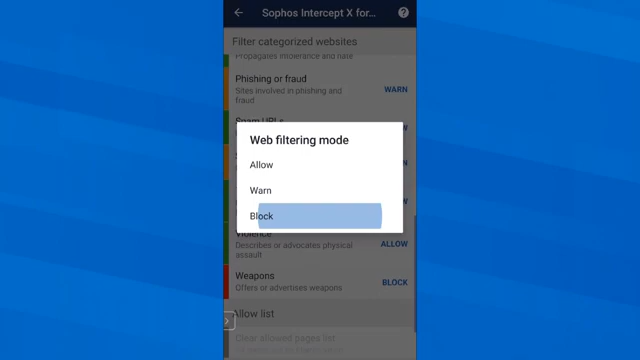 Sophos Intercept X for...
Filter categorized websites
Propagates intolerance and hate
Phishing or fraud
Sites involved in phishing and
fraud
WARN
Spam URLs
Web filtering mode
Allow
Warn
Block
Violence
Describes or advocates physical
assault
ALLOW
Weapons
Offers or advertises weapons
BLOCK
Allow list
Clear allowed pages list